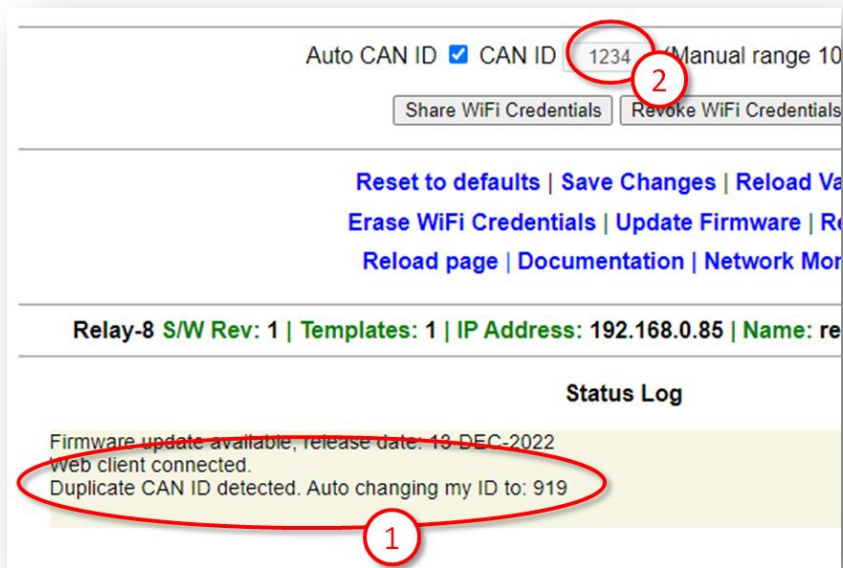 Auto CAN ID CAN ID 1234 (Manual range 10
2
Share WiFi Credentials Revoke WiFi Credentials
Reset to defaults | Save Changes | Reload Va
Erase WiFi Credentials | Update Firmware | Re
Reload page | Documentation | Network Mor
Relay-8 S/W Rev: 1 | Templates: 1 | IP Address: 192.168.0.85 | Name: re
Status Log
Firmware update available, release date: 13-DEC-2022
Web client connected.
Duplicate CAN ID detected. Auto changing my ID to: 919
1